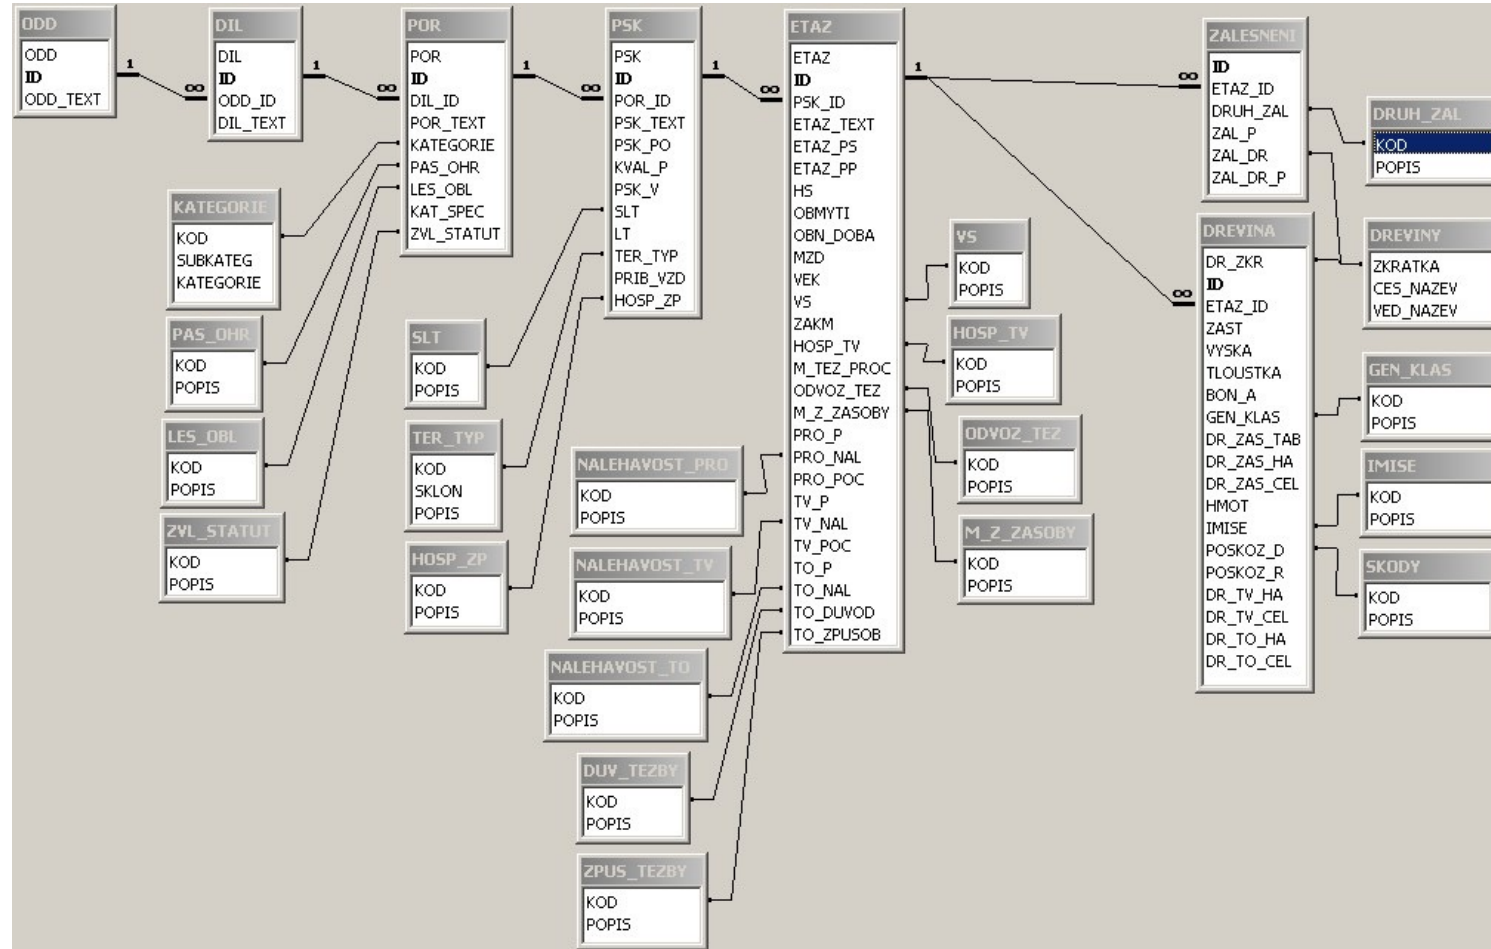 ODD
ODD
ID
ODD_TEXT
1
∞
DIL
DIL
ID
ODD_ID
DIL_TEXT
1
∞
POR
POR
ID
DIL_ID
POR_TEXT
KATEGORIE
PAS_OHR
LES_OBL
KAT_SPEC
ZVL_STATUT
1
∞
PSK
PSK
ID
POR_ID
PSK_TEXT
PSK_PO
KVAL_P
PSK_V
SLT
LT
TER_TYP
PRIB_VZD
HOSP_ZP
1
∞
ETAZ
ETAZ
ID
PSK_ID
ETAZ_TEXT
ETAZ_PS
ETAZ_PP
HS
OBMYTI
OBN_DOBA
MZD
VEK
VS
ZAKM
HOSP_TV
M_TEZ_PROC
ODVOZ_TEZ
M_Z_ZASOBY
PRO_P
PRO_NAL
PRO_POC
TV_P
TV_NAL
TV_POC
TO_P
TO_NAL
TO_DUVOD
TO_ZPUSOB
1
∞
∞
ZALESNENI
ID
ETAZ_ID
DRUH_ZAL
ZAL_P
ZAL_DR
ZAL_DR_P
DRUH_ZAL
KOD
POPIS
DREVINA
DR_ZKR
ID
ETAZ_ID
ZAST
VYSKA
TLOUSTKA
BON_A
GEN_KLAS
DR_ZAS_TAB
DR_ZAS_HA
DR_ZAS_CEL
HMOT
IMISE
POSKOZ_D
POSKOZ_R
DR_TV_HA
DR_TV_CEL
DR_TO_HA
DR_TO_CEL
DREVINY
ZKRATKA
CES_NAZEV
VED_NAZEV
GEN_KLAS
KOD
POPIS
IMISE
KOD
POPIS
SKODY
KOD
POPIS
KATEGORIE
KOD
SUBKATEG
KATEGORIE
PAS_OHR
KOD
POPIS
LES_OBL
KOD
POPIS
ZVL_STATUT
KOD
POPIS
SLT
KOD
POPIS
TER_TYP
KOD
SKLON
POPIS
HOSP_ZP
KOD
POPIS
NALEHAVOST_PRO
KOD
POPIS
NALEHAVOST_TV
KOD
POPIS
NALEHAVOST_TO
KOD
POPIS
DUV_TEZBY
KOD
POPIS
ZPUS_TEZBY
KOD
POPIS
VS
KOD
POPIS
HOSP_TV
KOD
POPIS
ODVOZ_TEZ
KOD
POPIS
M_Z_ZASOBY
KOD
POPIS